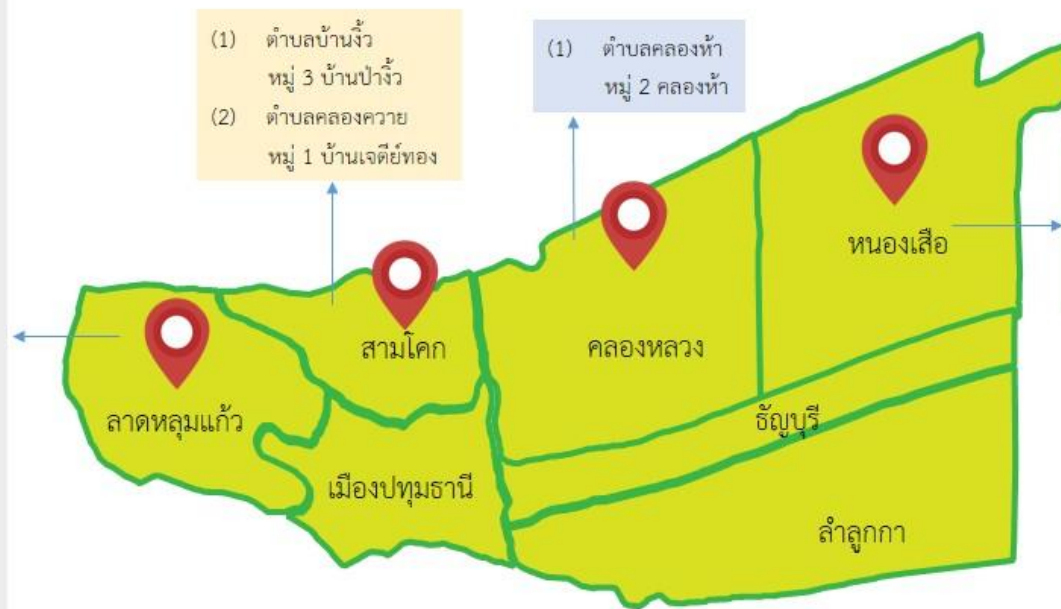 (1) ตำบลบ้านงิ้ว
หมู่ 3 บ้านป่างิ้ว
(2) ตำบลคลองควาย
หมู่ 1 บ้านเจดีย์ทอง
(1) ตำบลคลองห้า
หมู่ 2 คลองห้า
หนองเสือ
สามโคก
คลองหลวง
ลาดหลุมแก้ว
ธัญบุรี
เมืองปทุมธานี
ลำลูกกา